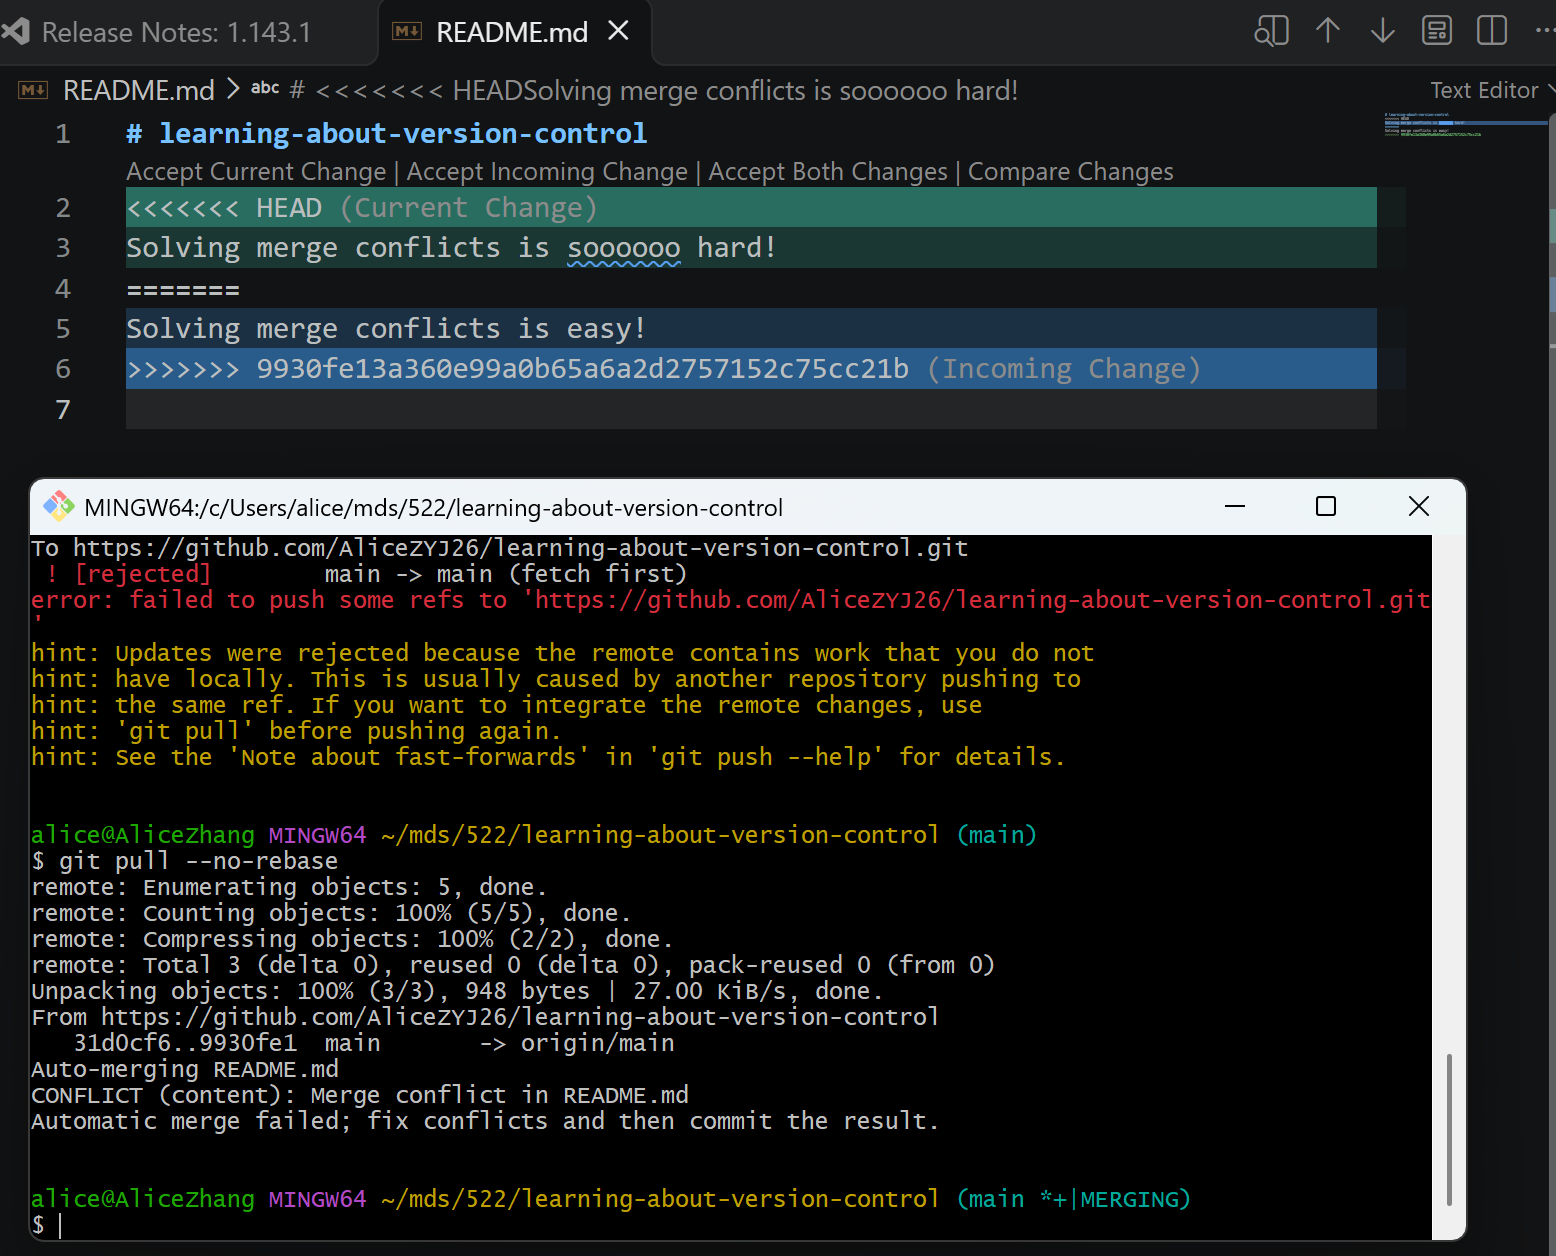 Release Notes: 1.143.1
README.md
README.md > abc # <<<<<<< HEADSolving merge conflicts is soooooo hard!
Text Editor
1 # learning-about-version-control
Accept Current Change | Accept Incoming Change | Accept Both Changes | Compare Changes
2 <<<<<<< HEAD (Current Change)
3 Solving merge conflicts is soooooo hard!
4 =======
5 Solving merge conflicts is easy!
6 >>>>>>> 9930fe13a360e99a0b65a6a2d2757152c75cc21b (Incoming Change)
7
MINGW64:/c/Users/alice/mds/522/learning-about-version-control
To https://github.com/AliceZYJ26/learning-about-version-control.git
 ! [rejected]        main -> main (fetch first)
error: failed to push some refs to 'https://github.com/AliceZYJ26/learning-about-version-control.git
'
hint: Updates were rejected because the remote contains work that you do not
hint: have locally. This is usually caused by another repository pushing to
hint: the same ref. If you want to integrate the remote changes, use
hint: 'git pull' before pushing again.
hint: See the 'Note about fast-forwards' in 'git push --help' for details.
alice@AliceZhang MINGW64 ~/mds/522/learning-about-version-control (main)
$ git pull --no-rebase
remote: Enumerating objects: 5, done.
remote: Counting objects: 100% (5/5), done.
remote: Compressing objects: 100% (2/2), done.
remote: Total 3 (delta 0), reused 0 (delta 0), pack-reused 0 (from 0)
Unpacking objects: 100% (3/3), 948 bytes | 27.00 KiB/s, done.
From https://github.com/AliceZYJ26/learning-about-version-control
   31d0cf6..9930fe1  main       -> origin/main
Auto-merging README.md
CONFLICT (content): Merge conflict in README.md
Automatic merge failed; fix conflicts and then commit the result.
alice@AliceZhang MINGW64 ~/mds/522/learning-about-version-control (main *+|MERGING)
$